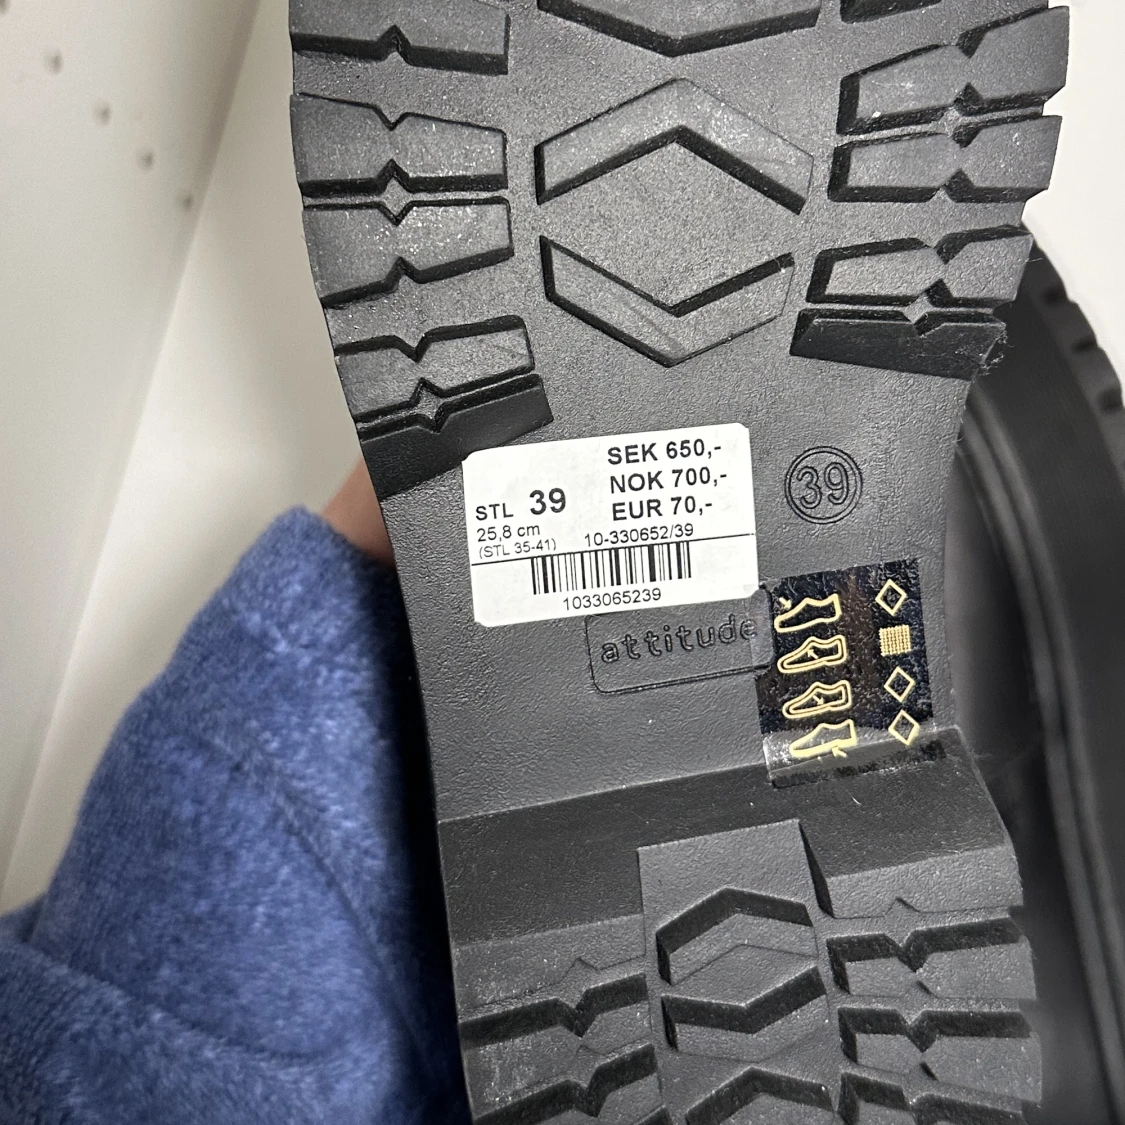 SEK 650,-
NOK 700,-
EUR 70,-
STL 39
25,8 cm
(STL 35-41) 10-330652/39
1033065239
39
attitude